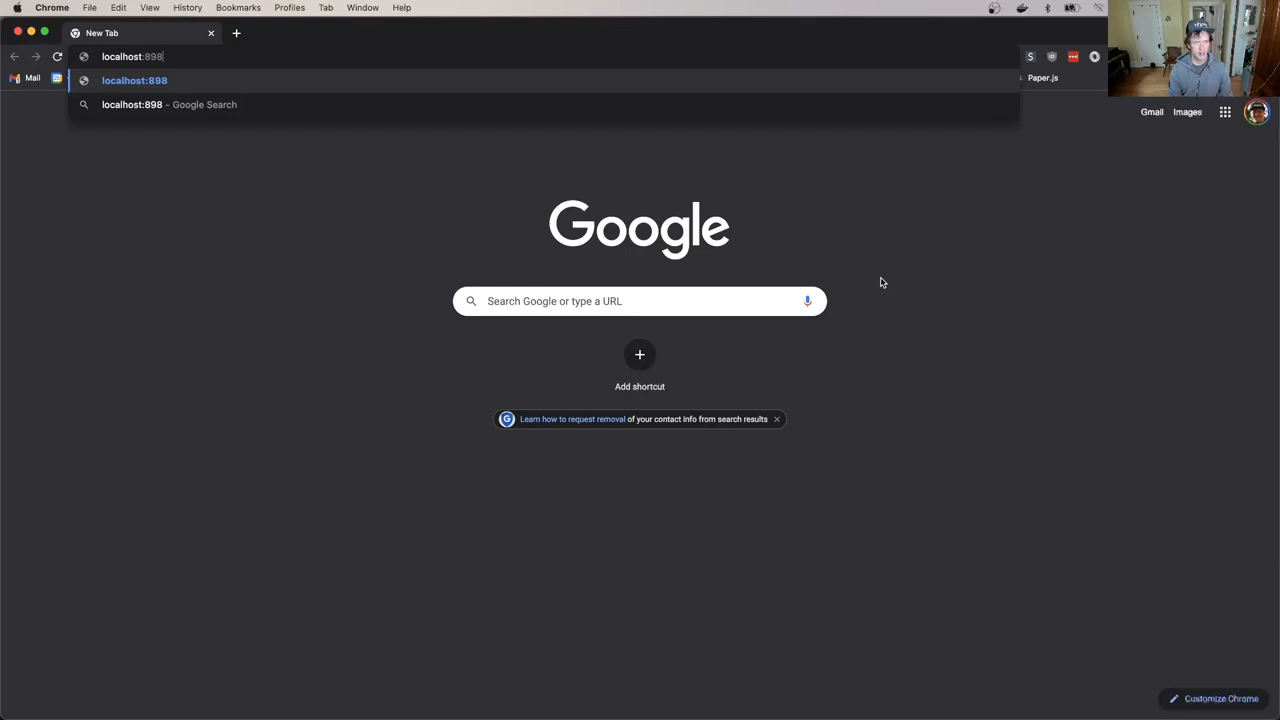 Chrome File Edit View History Bookmarks Profiles Tab Window Help
New Tab
localhost:898
Mail
localhost:898
Paper.js
localhost:898 - Google Search
Gmail Images
Google
Search Google or type a URL
Add shortcut
Learn how to request removal of your contact info from search results
Customize Chrome